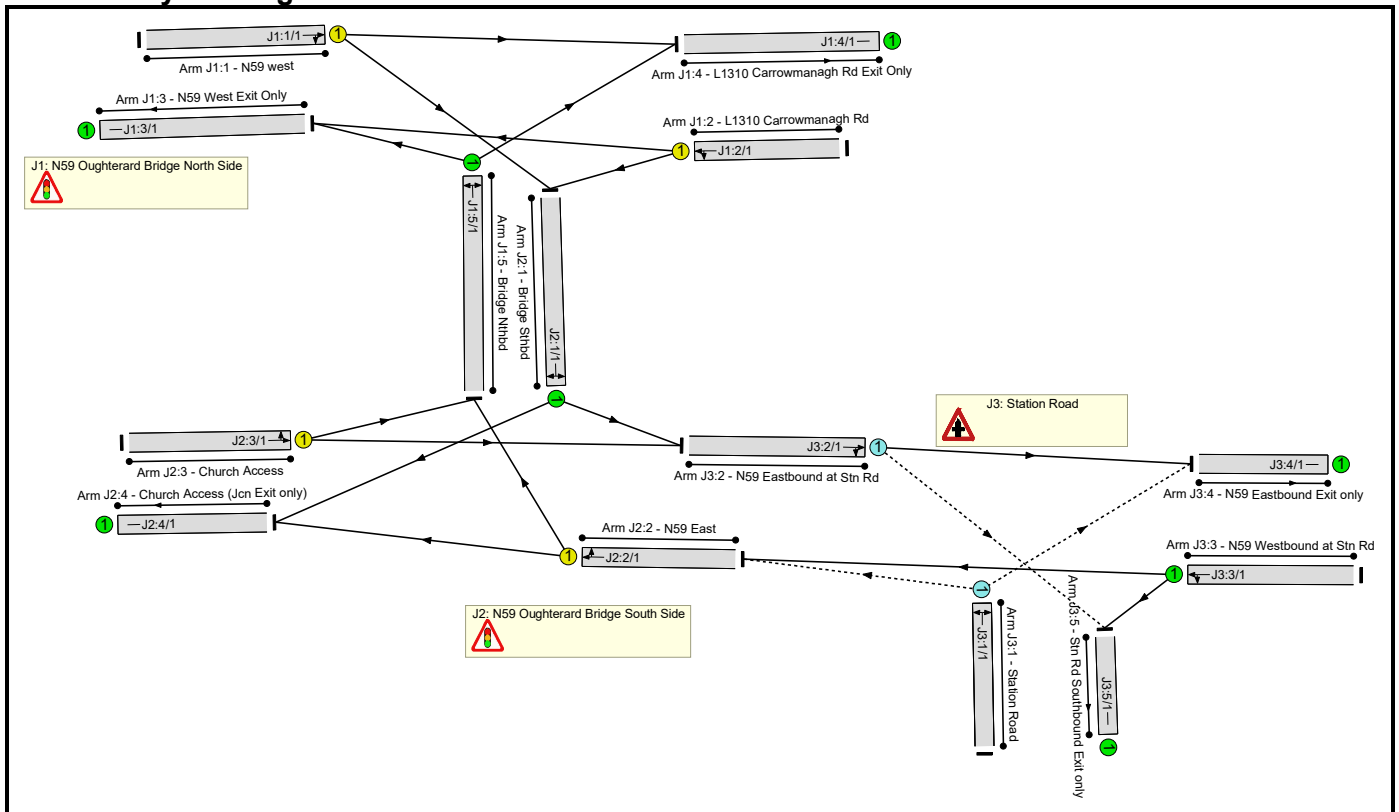 J1:1/1
1
Arm J1:1 - N59 west
J1:4/1
1
Arm J1:4 - L1310 Carrowmanagh Rd Exit Only
Arm J1:3 - N59 West Exit Only
1
J1:3/1
Arm J1:2 - L1310 Carrowmanagh Rd
1
J1:2/1
J1: N59 Oughterard Bridge North Side
1
J1:5/1
Arm J1:5 - Bridge Nthbd
Arm J2:1 - Bridge Sthbd
J2:1/1
1
J2:3/1
1
Arm J2:3 - Church Access
Arm J2:4 - Church Access (Jcn Exit only)
1
J2:4/1
J3: Station Road
J3:2/1
1
Arm J3:2 - N59 Eastbound at Stn Rd
J3:4/1
1
Arm J3:4 - N59 Eastbound Exit only
Arm J2:2 - N59 East
1
J2:2/1
Arm J3:3 - N59 Westbound at Stn Rd
1
J3:3/1
J2: N59 Oughterard Bridge South Side
1
J3:1/1
Arm J3:1 - Station Road
Arm J3:5 - Stn Rd Southbound Exit only
J3:5/1
1